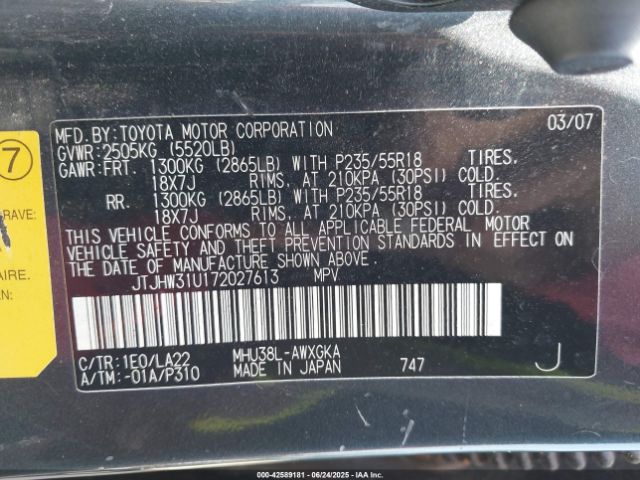 MFD.BY:TOYOTA MOTOR CORPORATION 03/07
GVWR:2505KG (5520LB)
GAWR:FRT. 1300KG (2865LB) WITH P235/55R18 TIRES,
18X7J RIMS, AT 210KPA (30PSI) COLD.
RR. 1300KG (2865LB) WITH P235/55R18 TIRES,
18X7J RIMS, AT 210KPA (30PSI) COLD.
THIS VEHICLE CONFORMS TO ALL APPLICABLE FEDERAL MOTOR
VEHICLE SAFETY AND THEFT PREVENTION STANDARDS IN EFFECT ON
THE DATE OF MANUFACTURE SHOWN ABOVE.
JTJHW31U172027613 MPV
C/TR:1E0/LA22 MHU38L-AWXGKA
A/TM:-01A/P310 MADE IN JAPAN 747 J
7
RAVE:
AIRE.
N:
000-42589181 - 06/24/2025 - IAAI.COM